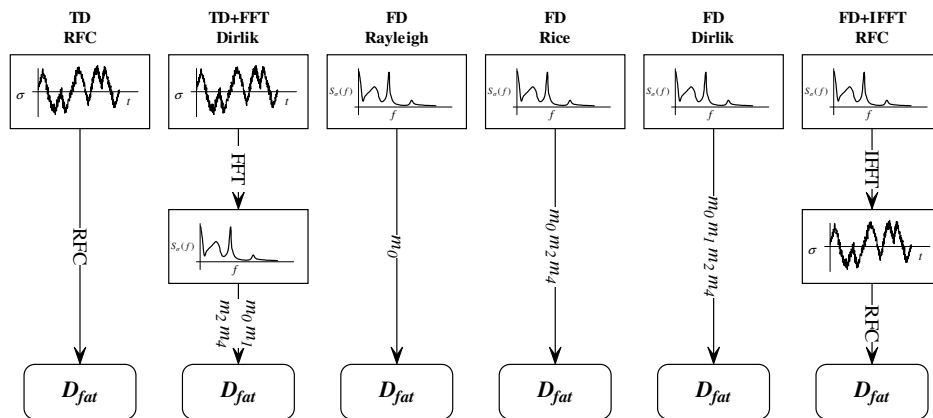 TD
RFC
TD+FFT
Dirlik
FD
Rayleigh
FD
Rice
FD
Dirlik
FD+IFFT
RFC
σ
t
σ
t
Sσ(f)
f
Sσ(f)
f
Sσ(f)
f
Sσ(f)
f
RFC
FFT
Sσ(f)
f
m0 m1
m2 m4
m0
m0 m2 m4
m0 m1 m2 m4
IFFT
σ
t
RFC
Dfat
Dfat
Dfat
Dfat
Dfat
Dfat